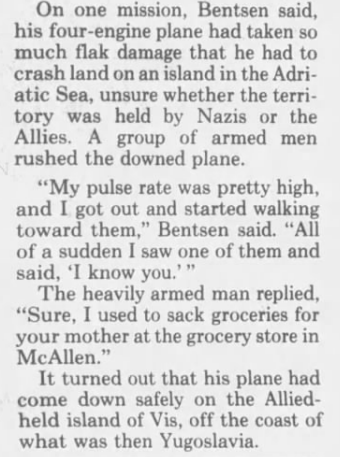 On one mission, Bentsen said,
his four-engine plane had taken so
much flak damage that he had to
crash land on an island in the Adri-
atic Sea, unsure whether the terri-
tory was held by Nazis or the
Allies. A group of armed men
rushed the downed plane.
"My pulse rate was pretty high,
and I got out and started walking
toward them," Bentsen said. "All
of a sudden I saw one of them and
said, 'I know you.' "
The heavily armed man replied,
"Sure, I used to sack groceries for
your mother at the grocery store in
McAllen."
It turned out that his plane had
come down safely on the Allied-
held island of Vis, off the coast of
what was then Yugoslavia.